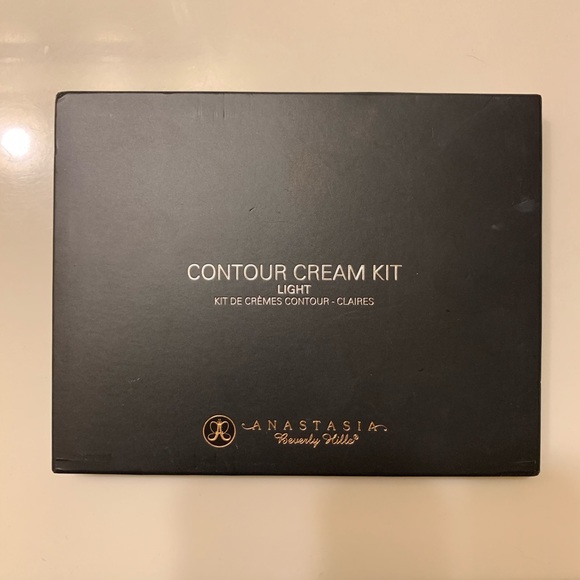 CONTOUR CREAM KIT
LIGHT
KIT DE CRÈMES CONTOUR - CLAIRES
ANASTASIA
Beverly Hills®